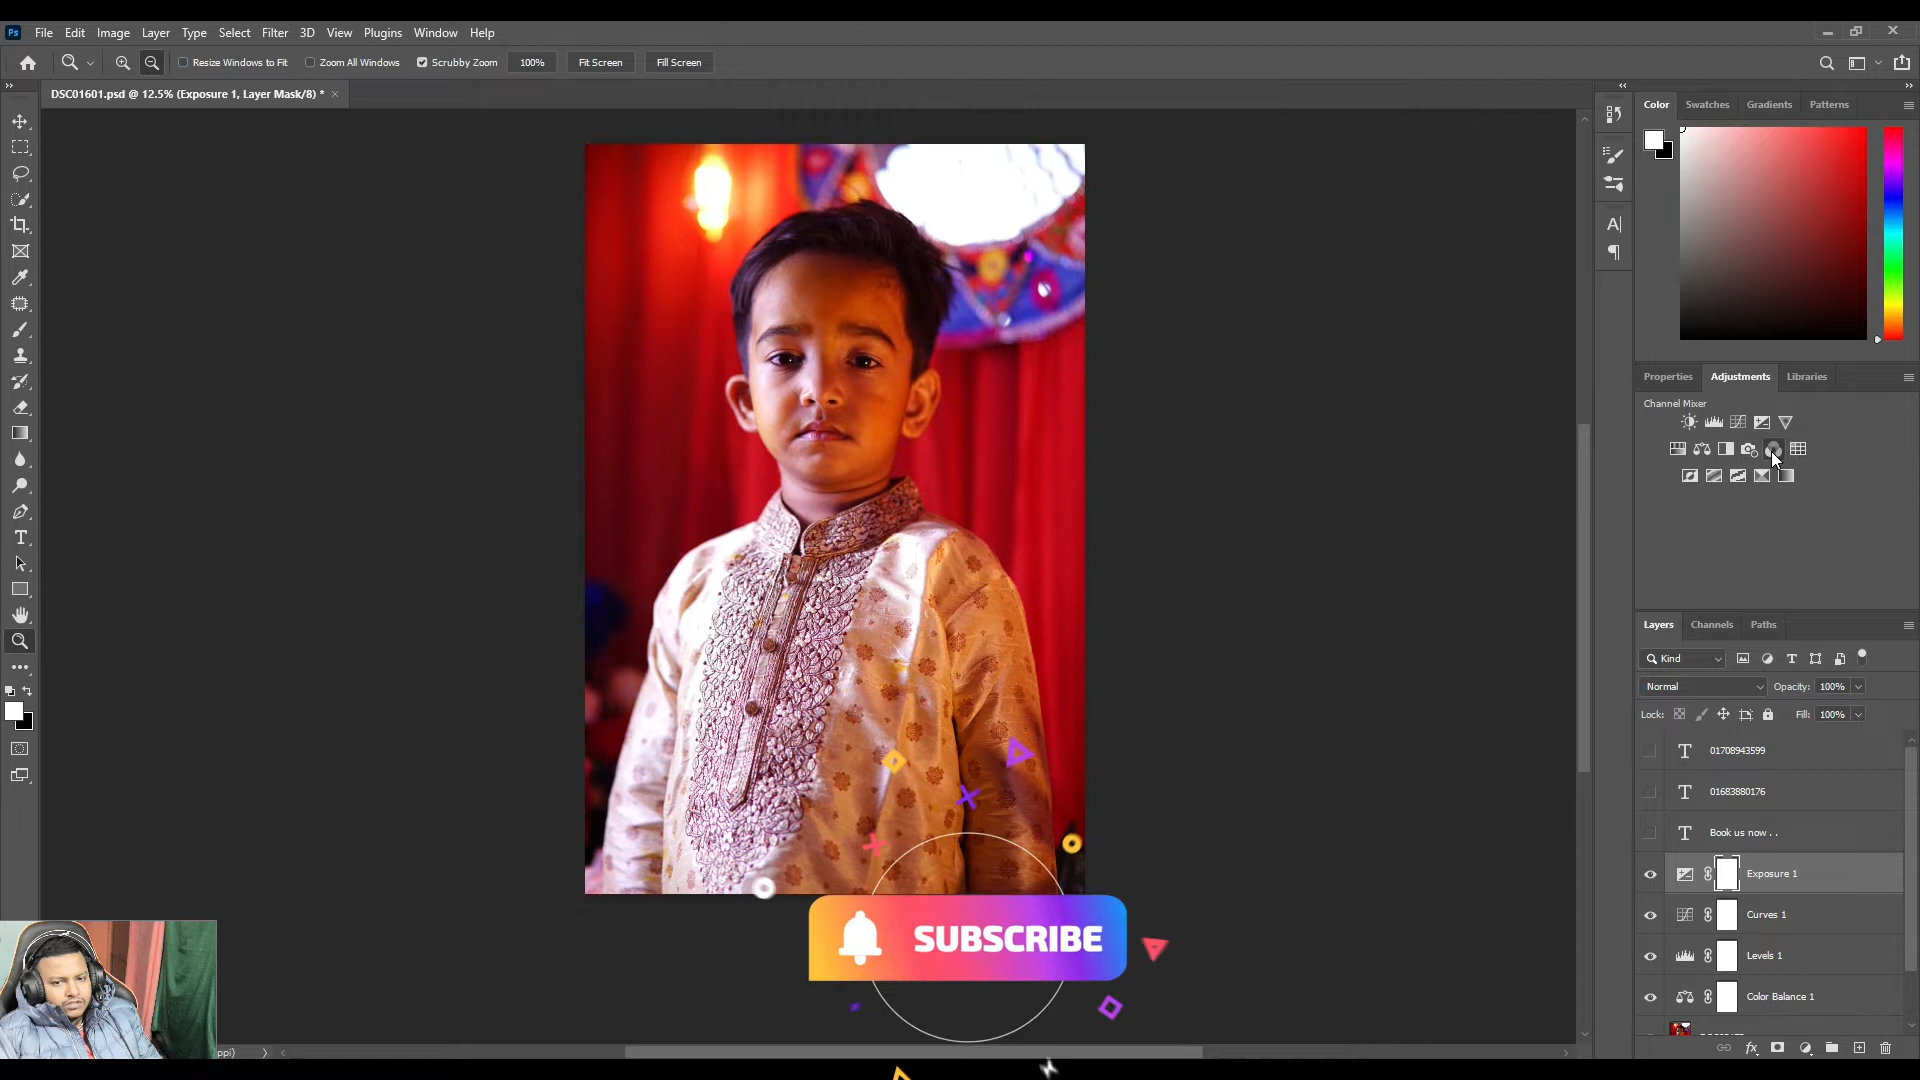 Ps File Edit Image Layer Type Select Filter 3D View Plugins Window Help
Resize Windows to Fit Zoom All Windows Scrubby Zoom 100% Fit Screen Fill Screen
DSC01601.psd @ 12.5% (Exposure 1, Layer Mask/8) *
Color Swatches Gradients Patterns
Properties Adjustments Libraries
Channel Mixer
Layers Channels Paths
Kind
Normal Opacity: 100%
Lock: Fill: 100%
01708943599
01683880176
Book us now . .
Exposure 1
Curves 1
Levels 1
Color Balance 1
SUBSCRIBE
ppi)